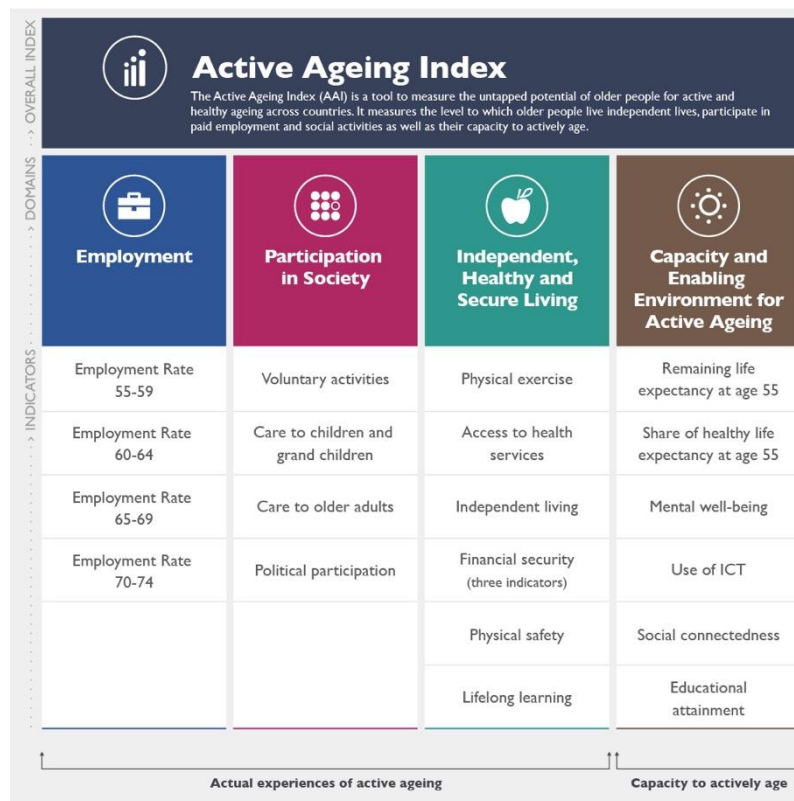 Active Ageing Index
The Active Ageing Index (AAI) is a tool to measure the untapped potential of older people for active and
healthy ageing across countries. It measures the level to which older people live independent lives, participate in
paid employment and social activities as well as their capacity to actively age.
OVERALL INDEX
DOMAINS
INDICATORS
Employment
Participation
in Society
Independent,
Healthy and
Secure Living
Capacity and
Enabling
Environment for
Active Ageing
Employment Rate
55-59
Voluntary activities
Physical exercise
Remaining life
expectancy at age 55
Employment Rate
60-64
Care to children and
grand children
Access to health
services
Share of healthy life
expectancy at age 55
Employment Rate
65-69
Care to older adults
Independent living
Mental well-being
Employment Rate
70-74
Political participation
Financial security
(three indicators)
Use of ICT
Physical safety
Social connectedness
Lifelong learning
Educational
attainment
Actual experiences of active ageing
Capacity to actively age